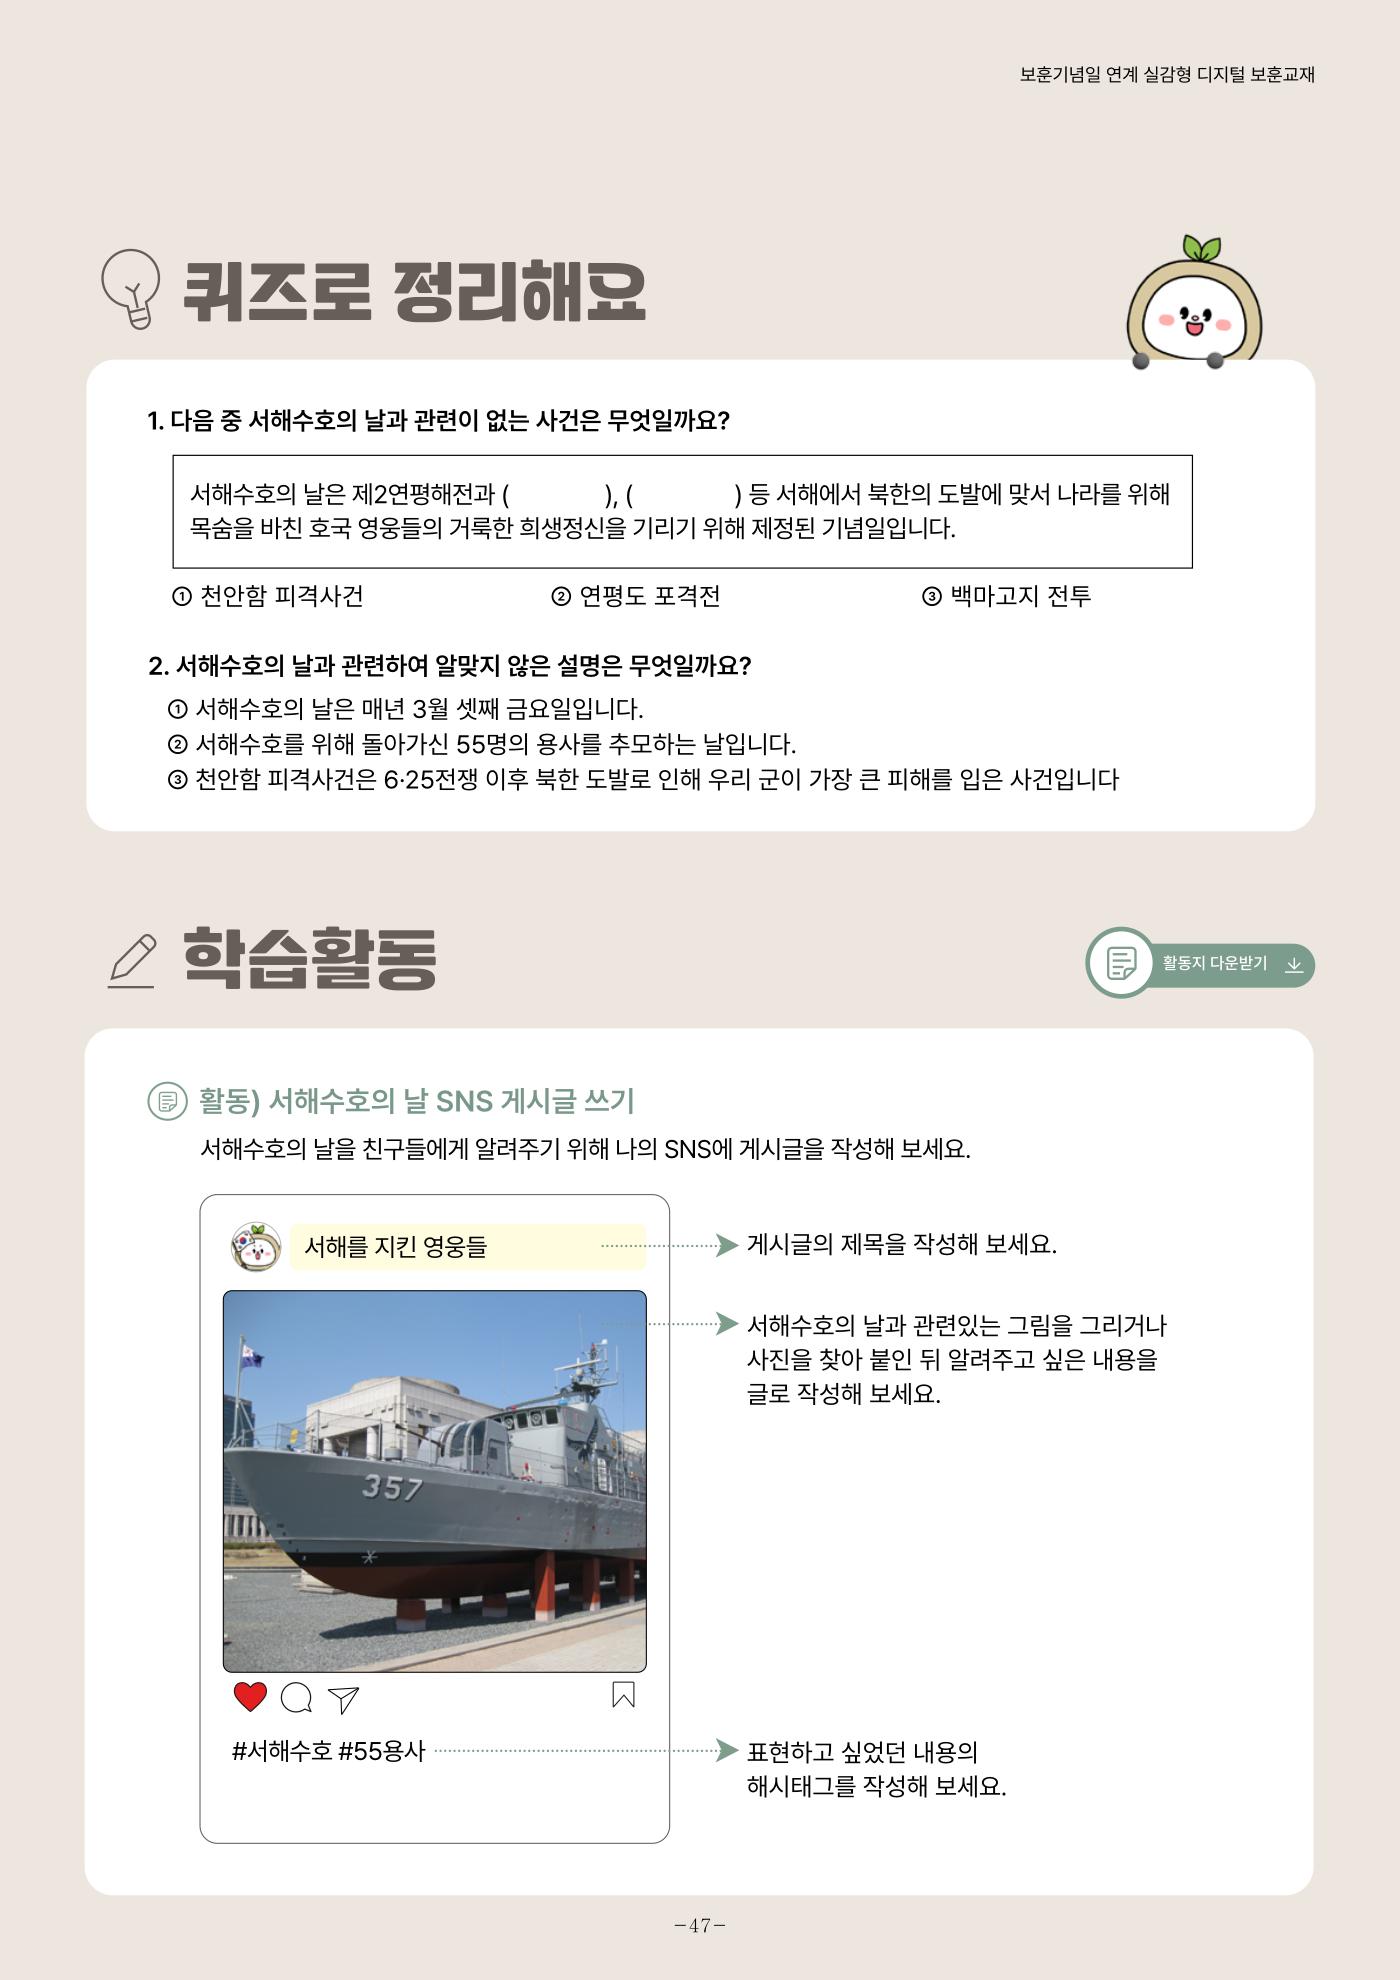 보훈기념일 연계 실감형 디지털 보훈교재
퀴즈로 정리해요
1. 다음 중 서해수호의 날과 관련이 없는 사건은 무엇일까요?
서해수호의 날은 제2연평해전과 (            ), (            ) 등 서해에서 북한의 도발에 맞서 나라를 위해
목숨을 바친 호국 영웅들의 거룩한 희생정신을 기리기 위해 제정된 기념일입니다.
① 천안함 피격사건 ② 연평도 포격전 ③ 백마고지 전투
2. 서해수호의 날과 관련하여 알맞지 않은 설명은 무엇일까요?
① 서해수호의 날은 매년 3월 셋째 금요일입니다.
② 서해수호를 위해 돌아가신 55명의 용사를 추모하는 날입니다.
③ 천안함 피격사건은 6·25전쟁 이후 북한 도발로 인해 우리 군이 가장 큰 피해를 입은 사건입니다
학습활동
활동지 다운받기
활동) 서해수호의 날 SNS 게시글 쓰기
서해수호의 날을 친구들에게 알려주기 위해 나의 SNS에 게시글을 작성해 보세요.
서해를 지킨 영웅들
게시글의 제목을 작성해 보세요.
서해수호의 날과 관련있는 그림을 그리거나
사진을 찾아 붙인 뒤 알려주고 싶은 내용을
글로 작성해 보세요.
357
#서해수호 #55용사
표현하고 싶었던 내용의
해시태그를 작성해 보세요.
-47-